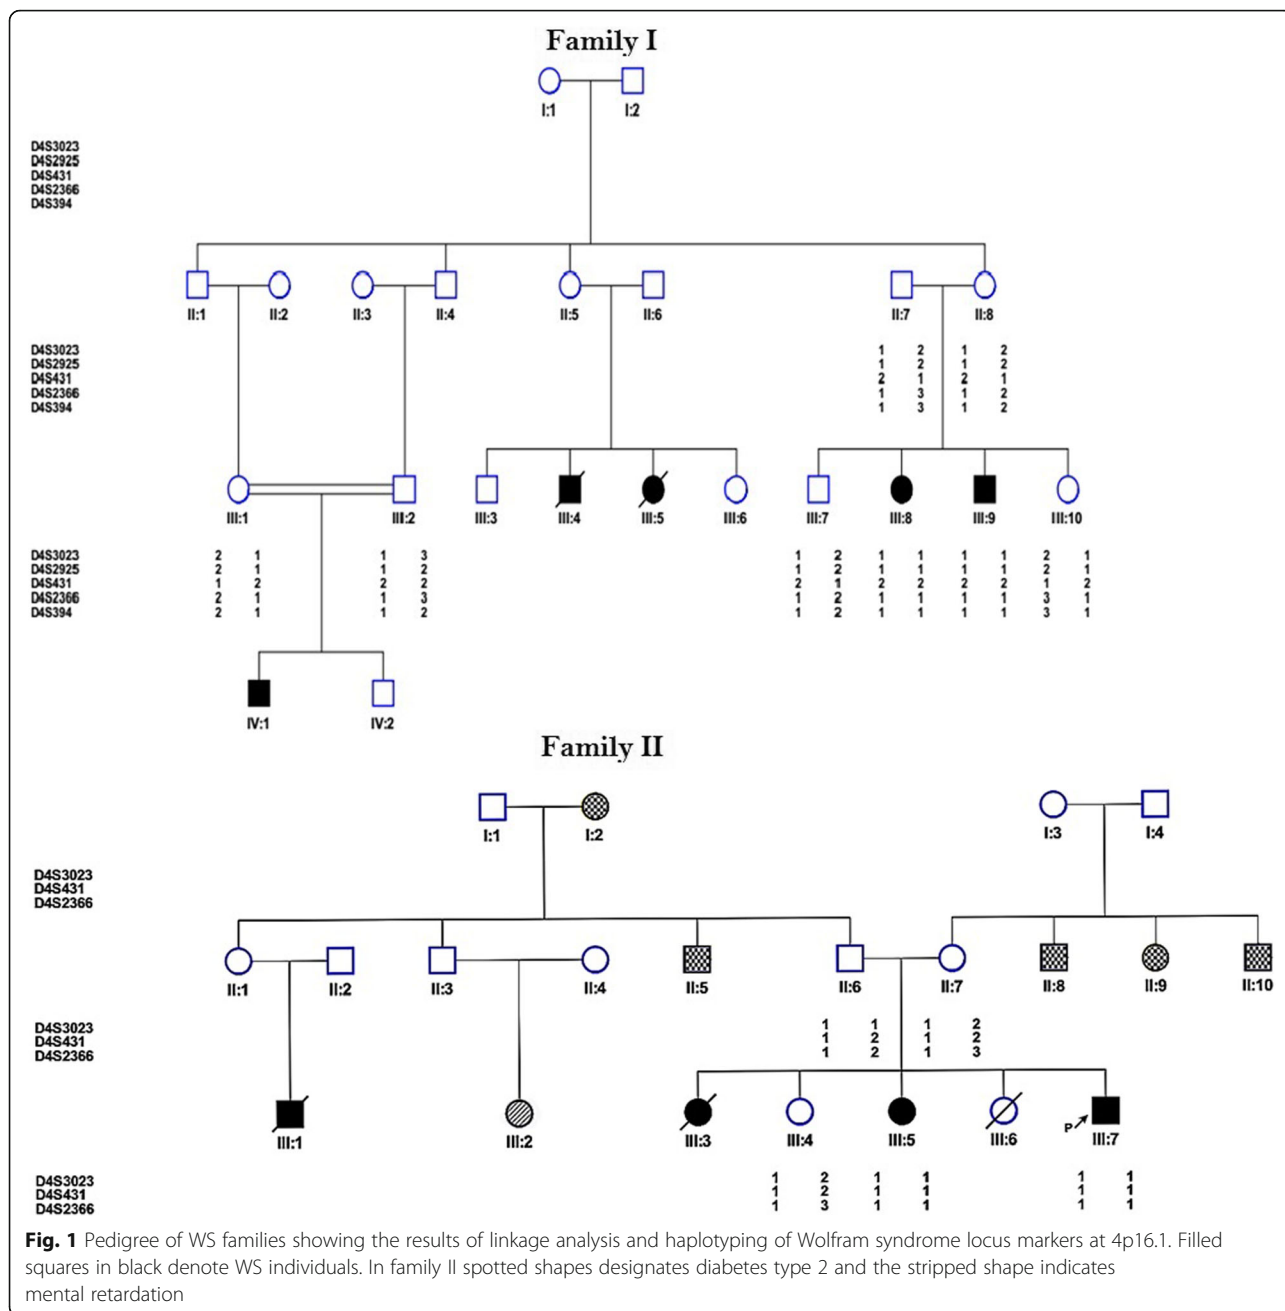 Family I
I:1 I:2
D4S3023
D4S2925
D4S431
D4S2366
D4S394
II:1 II:2 II:3 II:4 II:5 II:6 II:7 II:8
D4S3023 1 2 1 2
D4S2925 1 2 1 2
D4S431 2 1 2 1
D4S2366 1 3 1 2
D4S394 1 3 1 2
III:1 III:2 III:3 III:4 III:5 III:6 III:7 III:8 III:9 III:10
D4S3023 2 1 1 3 1 2 1 1 1 1 2 1
D4S2925 2 1 1 2 1 2 1 1 1 1 2 1
D4S431 1 2 2 2 2 1 2 2 2 2 1 2
D4S2366 2 1 1 3 1 2 1 1 1 1 3 1
D4S394 2 1 1 2 1 2 1 1 1 1 3 1
IV:1 IV:2
Family II
I:1 I:2 I:3 I:4
D4S3023
D4S431
D4S2366
II:1 II:2 II:3 II:4 II:5 II:6 II:7 II:8 II:9 II:10
D4S3023 1 1 1 2
D4S431 1 2 1 2
D4S2366 1 2 1 3
P
III:1 III:2 III:3 III:4 III:5 III:6 III:7
D4S3023 1 2 1 1 1 1
D4S431 1 2 1 1 1 1
D4S2366 1 3 1 1 1 1
Fig. 1 Pedigree of WS families showing the results of linkage analysis and haplotyping of Wolfram syndrome locus markers at 4p16.1. Filled
squares in black denote WS individuals. In family II spotted shapes designates diabetes type 2 and the stripped shape indicates
mental retardation